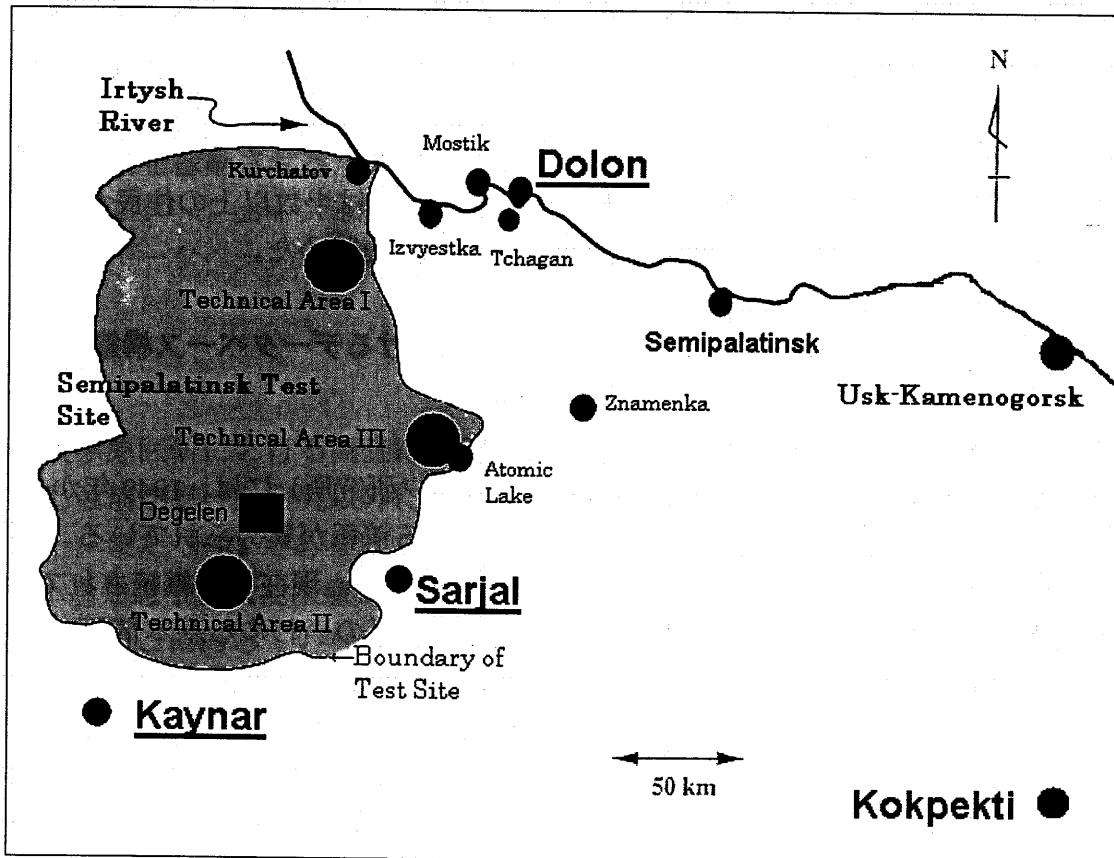 Irtysh
River
N
Mostik
Dolon
Kurchatov
Izvyestka
Tchagan
Technical Area I
Semipalatinsk
Semipalatinsk Test
Site
Usk-Kamenogorsk
Znamenka
Technical Area III
Atomic
Lake
Degelen
Sarjal
Technical Area II
Boundary of
Test Site
Kaynar
50 km
Kokpekti